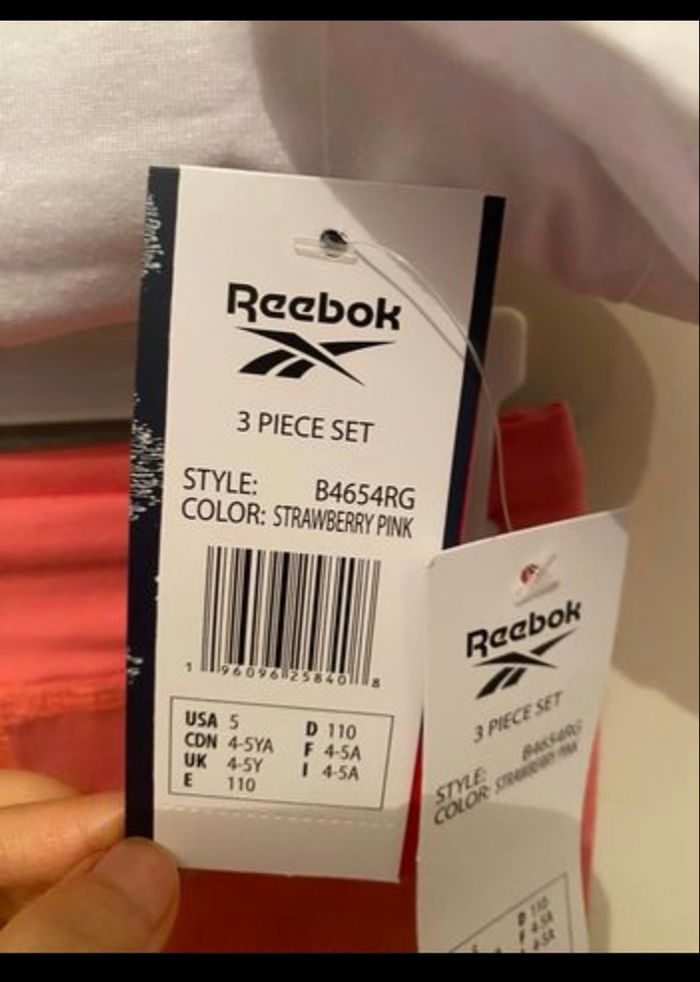 Reebok
3 PIECE SET
STYLE: B4654RG
COLOR: STRAWBERRY PINK
1 96096 25840 8
USA 5 D 110
CDN 4-5YA F 4-5A
UK 4-5Y I 4-5A
E 110
Reebok
3 PIECE SET
STYLE: B4654RG
COLOR: STRAWBERRY PINK
D 110
F 4-5A
4-5A